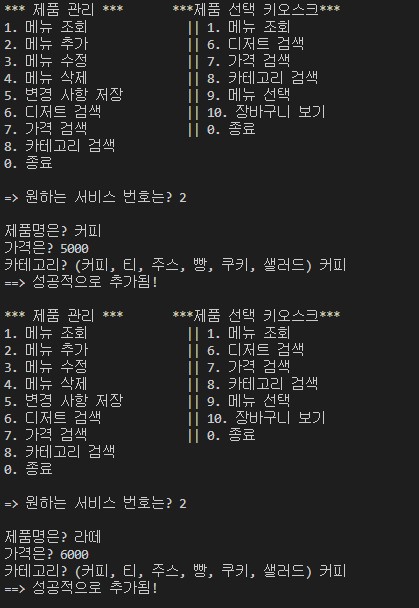 *** 제품 관리 *** ***제품 선택 키오스크***
1. 메뉴 조회 || 1. 메뉴 조회
2. 메뉴 추가 || 6. 디저트 검색
3. 메뉴 수정 || 7. 가격 검색
4. 메뉴 삭제 || 8. 카테고리 검색
5. 변경 사항 저장 || 9. 메뉴 선택
6. 디저트 검색 || 10. 장바구니 보기
7. 가격 검색 || 0. 종료
8. 카테고리 검색
0. 종료
=> 원하는 서비스 번호는? 2
제품명은? 커피
가격은? 5000
카테고리? (커피, 티, 주스, 빵, 쿠키, 샐러드) 커피
==> 성공적으로 추가됨!
*** 제품 관리 *** ***제품 선택 키오스크***
1. 메뉴 조회 || 1. 메뉴 조회
2. 메뉴 추가 || 6. 디저트 검색
3. 메뉴 수정 || 7. 가격 검색
4. 메뉴 삭제 || 8. 카테고리 검색
5. 변경 사항 저장 || 9. 메뉴 선택
6. 디저트 검색 || 10. 장바구니 보기
7. 가격 검색 || 0. 종료
8. 카테고리 검색
0. 종료
=> 원하는 서비스 번호는? 2
제품명은? 라떼
가격은? 6000
카테고리? (커피, 티, 주스, 빵, 쿠키, 샐러드) 커피
==> 성공적으로 추가됨!